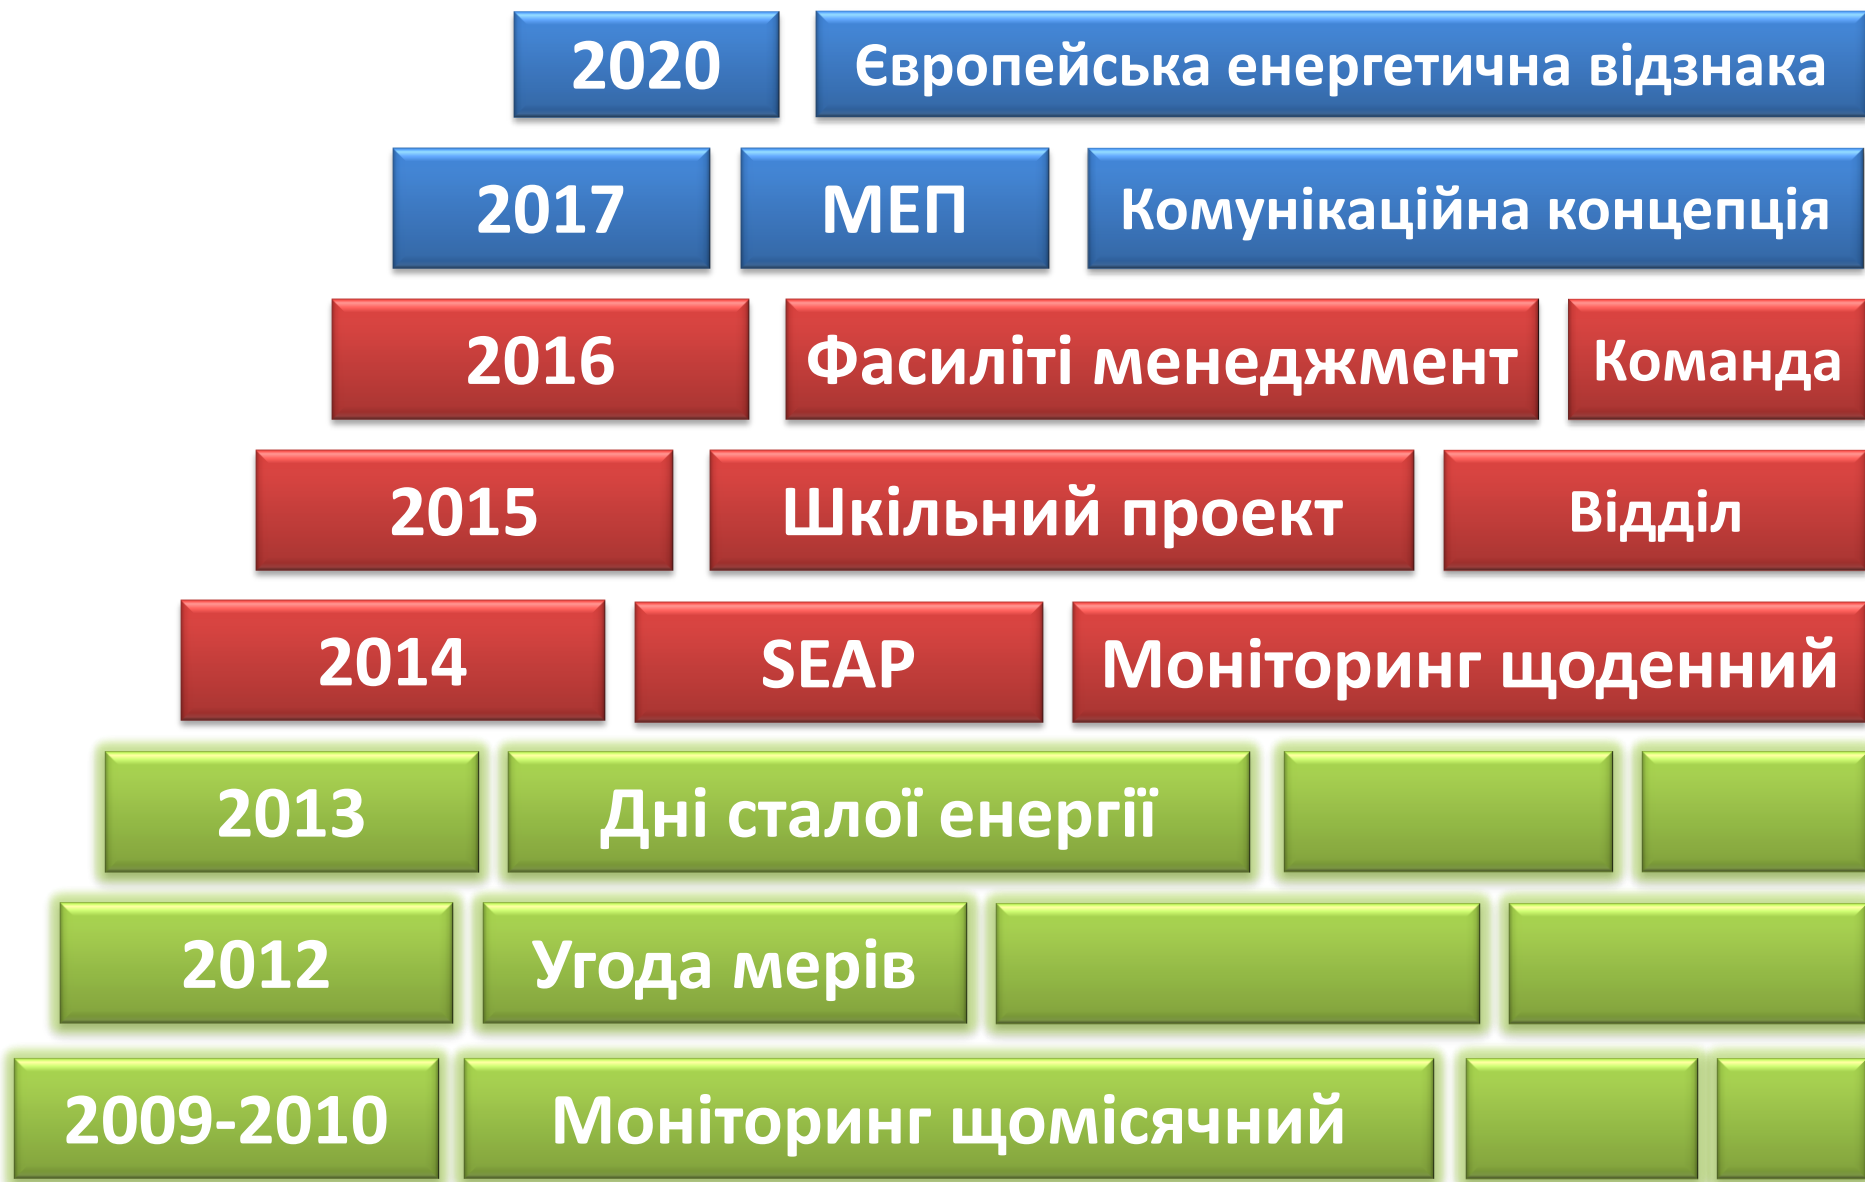 2020 Європейська енергетична відзнака
2017 МЕП Комунікаційна концепція
2016 Фасиліті менеджмент Команда
2015 Шкільний проект Відділ
2014 SEAP Моніторинг щоденний
2013 Дні сталої енергії
2012 Угода мерів
2009-2010 Моніторинг щомісячний